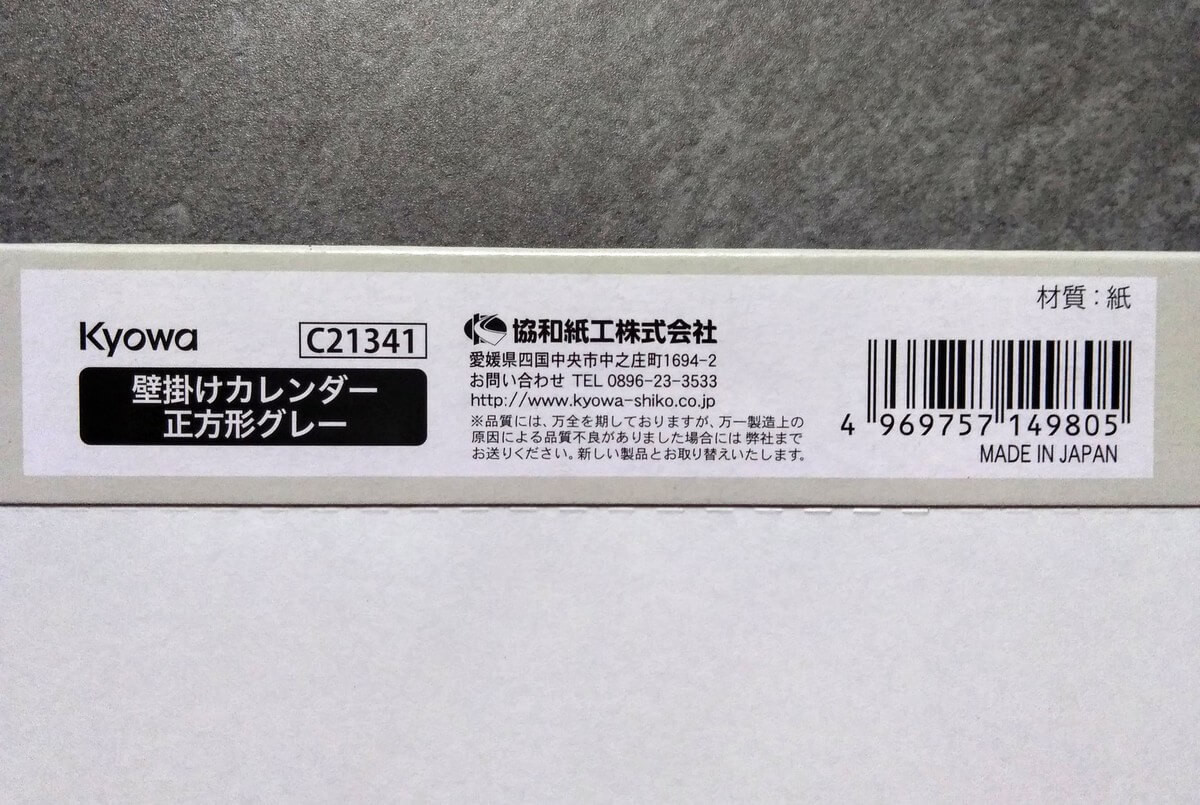 Kyowa
C21341
壁掛けカレンダー
正方形グレー
協和紙工株式会社
愛媛県四国中央市中之庄町1694-2
お問い合わせ TEL 0896-23-3533
http://www.kyowa-shiko.co.jp
※品質には、万全を期しておりますが、万一製造上の
原因による品質不良がありました場合には 弊社まで
お送りください。新しい製品とお取り替えいたします。
材質：紙
4 969757 149805
MADE IN JAPAN